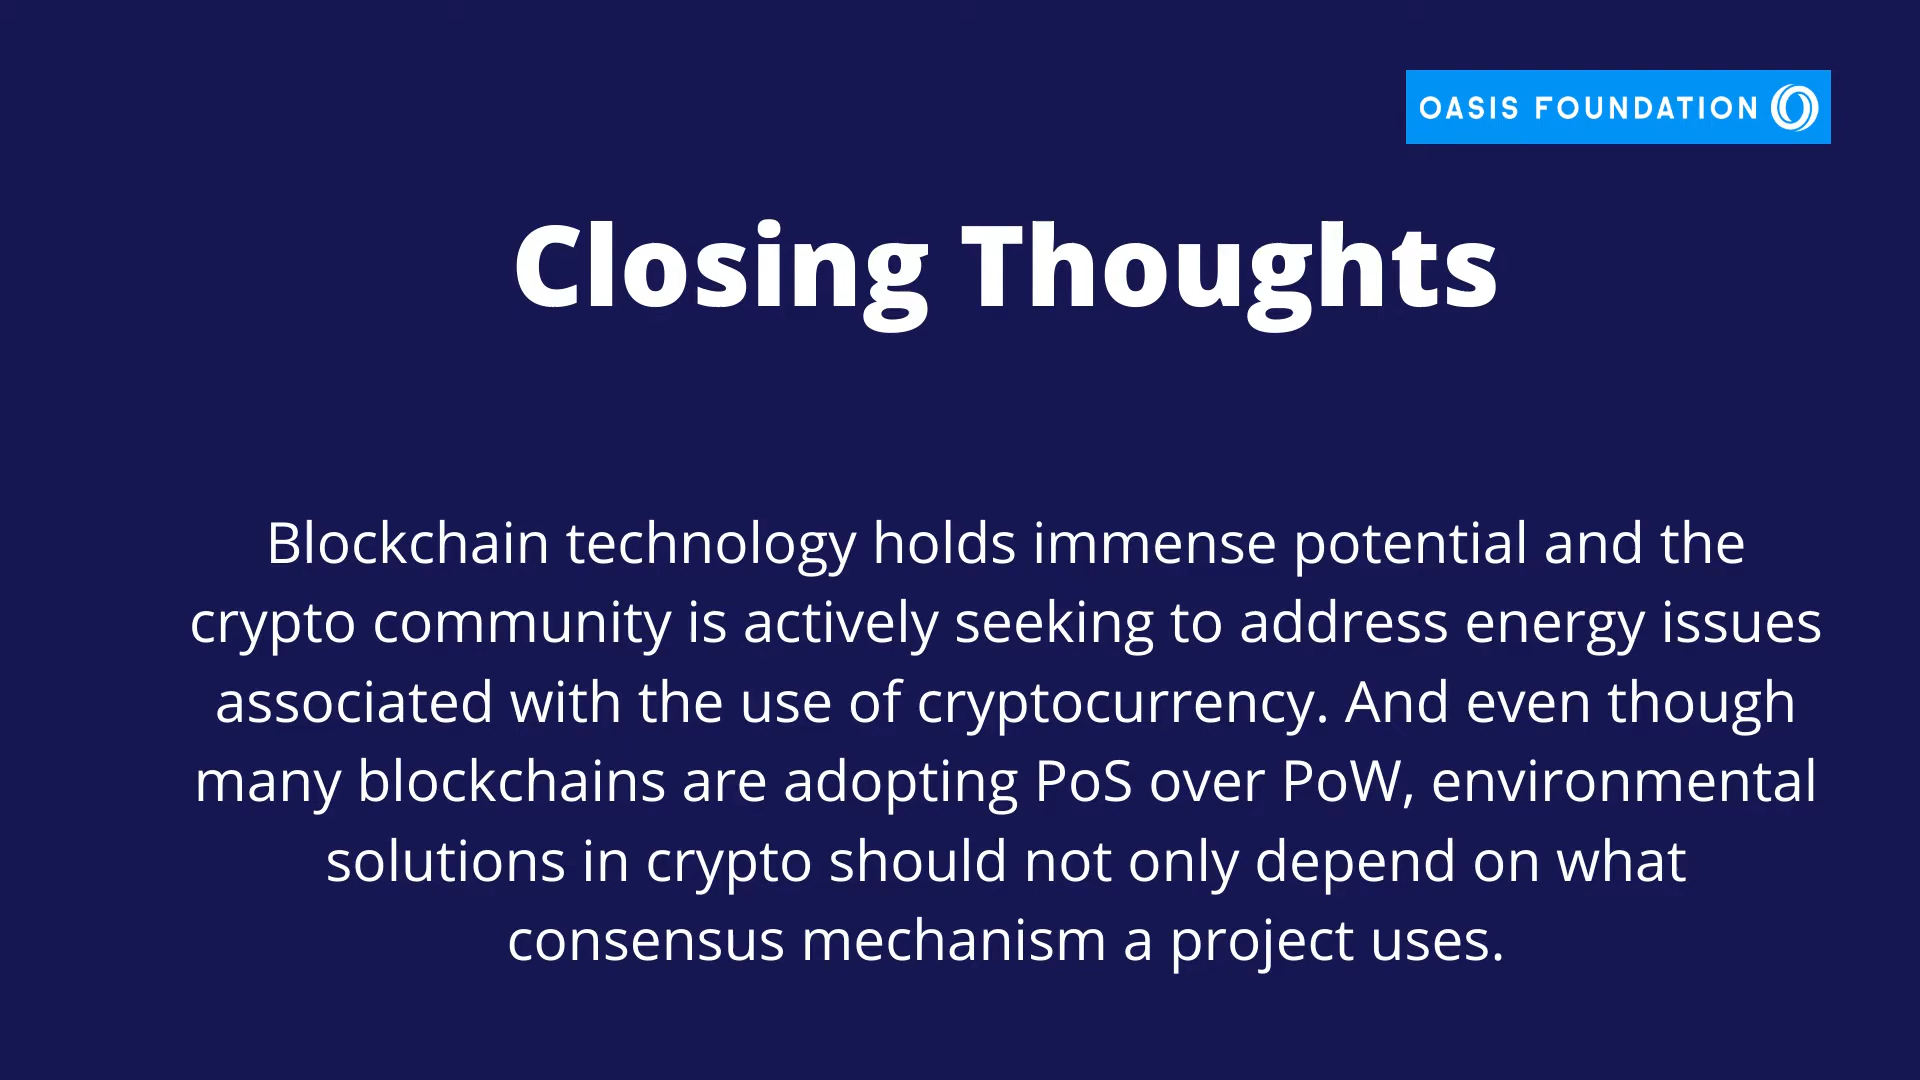 OASIS FOUNDATION
Closing Thoughts
Blockchain technology holds immense potential and the
crypto community is actively seeking to address energy issues
associated with the use of cryptocurrency. And even though
many blockchains are adopting PoS over PoW, environmental
solutions in crypto should not only depend on what
consensus mechanism a project uses.